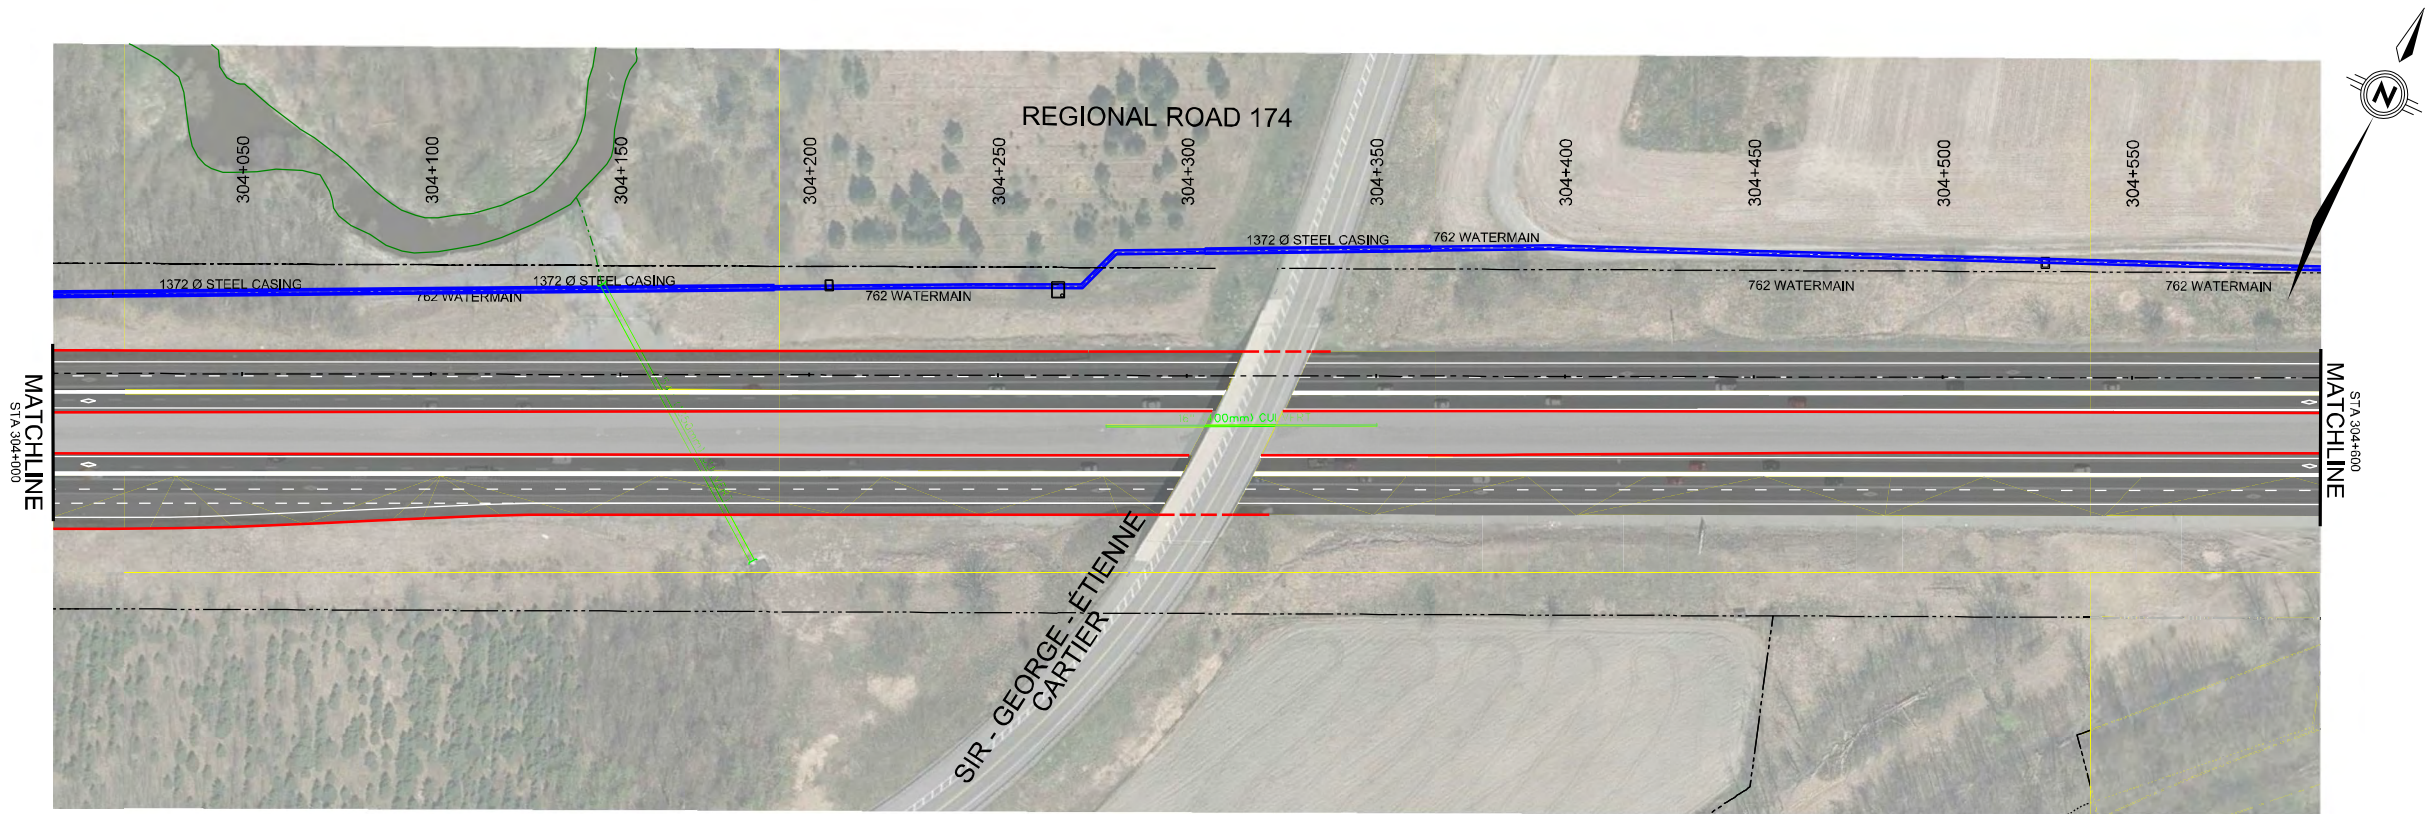 REGIONAL ROAD 174
N
304+050
304+100
304+150
304+200
304+250
304+300
304+350
304+400
304+450
304+500
304+550
1372 Ø STEEL CASING
762 WATERMAIN
1372 Ø STEEL CASING
762 WATERMAIN
1372 Ø STEEL CASING
762 WATERMAIN
762 WATERMAIN
762 WATERMAIN
MATCHLINE
STA 304+000
MATCHLINE
STA 304+600
00mm) CU
SIR - GEORGE - ÉTIENNE
CARTIER